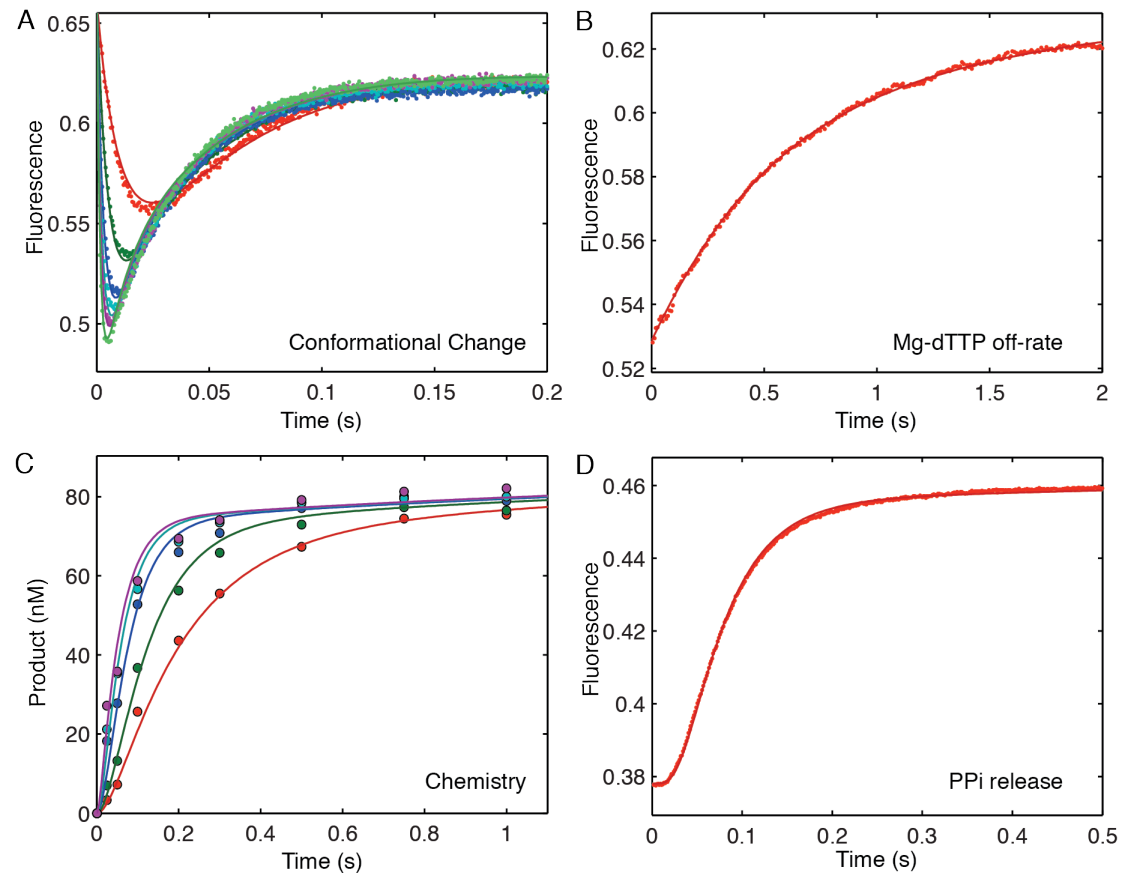 A
0.65
0.6
0.55
0.5
Fluorescence
Conformational Change
0
0.05
0.1
0.15
0.2
Time (s)
B
0.62
0.6
0.58
0.56
0.54
0.52
Fluorescence
Mg-dTTP off-rate
0
0.5
1
1.5
2
Time (s)
C
80
60
40
20
0
Product (nM)
Chemistry
0
0.2
0.4
0.6
0.8
1
Time (s)
D
0.46
0.44
0.42
0.4
0.38
Fluorescence
PPi release
0
0.1
0.2
0.3
0.4
0.5
Time (s)